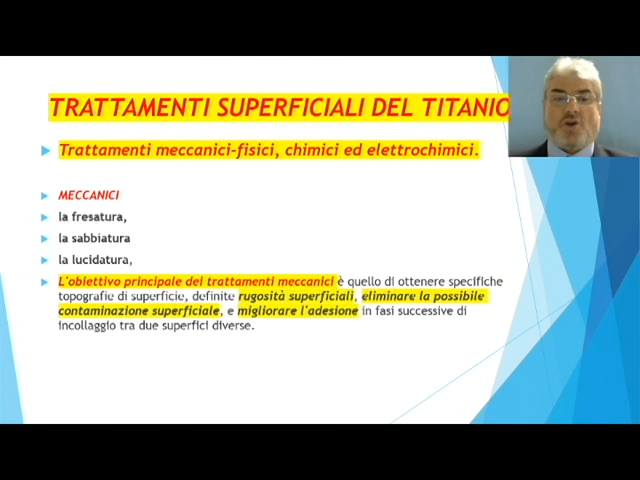 TRATTAMENTI SUPERFICIALI DEL TITANIO
Trattamenti meccanici-fisici, chimici ed elettrochimici.
MECCANICI
la fresatura,
la sabbiatura
la lucidatura,
L'obiettivo principale dei trattamenti meccanici è quello di ottenere specifiche
topografie di superficie, definite rugosità superficiali, eliminare la possibile
contaminazione superficiale, e migliorare l'adesione in fasi successive di
incollaggio tra due superfici diverse.